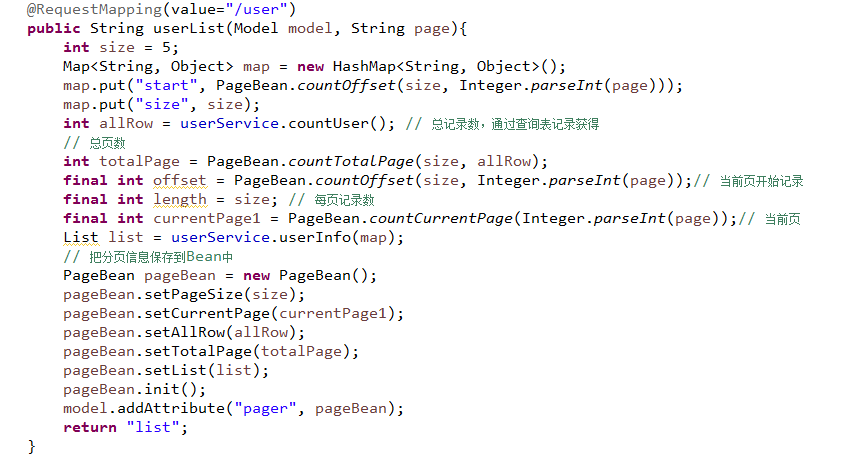 @RequestMapping(value="/user")
public String userList(Model model, String page){
int size = 5;
Map<String, Object> map = new HashMap<String, Object>();
map.put("start", PageBean.countOffset(size, Integer.parseInt(page)));
map.put("size", size);
int allRow = userService.countUser(); // 总记录数，通过查询表记录获得
// 总页数
int totalPage = PageBean.countTotalPage(size, allRow);
final int offset = PageBean.countOffset(size, Integer.parseInt(page));// 当前页开始记录
final int length = size; // 每页记录数
final int currentPage1 = PageBean.countCurrentPage(Integer.parseInt(page));// 当前页
List list = userService.userInfo(map);
// 把分页信息保存到Bean中
PageBean pageBean = new PageBean();
pageBean.setPageSize(size);
pageBean.setCurrentPage(currentPage1);
pageBean.setAllRow(allRow);
pageBean.setTotalPage(totalPage);
pageBean.setList(list);
pageBean.init();
model.addAttribute("pager", pageBean);
return "list";
}